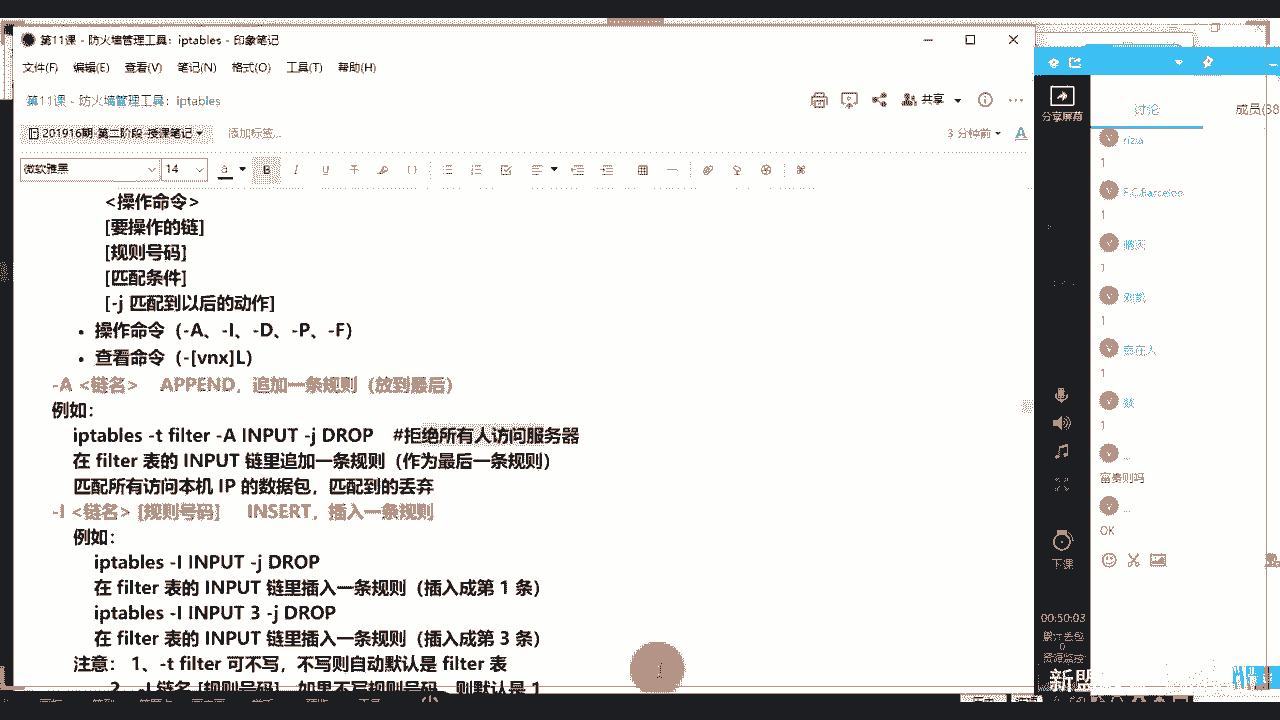 第11课 - 防火墙管理工具：iptables - 印象笔记
文件(F) 编辑(E) 查看(V) 笔记(N) 格式(O) 工具(T) 帮助(H)
第11课 - 防火墙管理工具：iptables
共享
201916期-第二阶段-授课笔记
添加标签...
3 分钟前
微软雅黑 14
<操作命令>
[要操作的链]
[规则号码]
[匹配条件]
[-j 匹配到以后的动作]
• 操作命令（-A、-I、-D、-P、-F）
• 查看命令（-[vnx]L）
-A <链名> APPEND，追加一条规则（放到最后）
例如：
iptables -t filter -A INPUT -j DROP #拒绝所有人访问服务器
在 filter 表的 INPUT 链里追加一条规则（作为最后一条规则）
匹配所有访问本机 IP 的数据包，匹配到的丢弃
-I <链名> [规则号码] INSERT，插入一条规则
例如：
iptables -I INPUT -j DROP
在 filter 表的 INPUT 链里插入一条规则（插入成第 1 条）
iptables -I INPUT 3 -j DROP
在 filter 表的 INPUT 链里插入一条规则（插入成第 3 条）
注意： 1、-t filter 可不写，不写则自动默认是 filter 表
2、-I 链名 [规则号码]，如果不写规则号码，则默认是 1
分享屏幕
下课
00:50:03
累计丢包
0
资源监控
讨论
成员(38
1
F.C.Barcelon
1
1
1
1
1
...
富贵则吗
...
OK
新盟